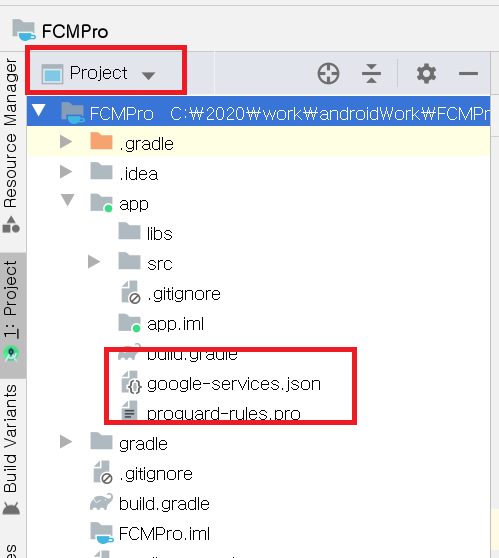 FCMPro
Project
FCMPro C:₩2020₩work₩androidWork₩FCMPr
.gradle
.idea
app
libs
src
.gitignore
app.iml
build.gradle
google-services.json
proguard-rules.pro
gradle
.gitignore
build.gradle
FCMPro.iml
Resource Manager
1: Project
Build Variants